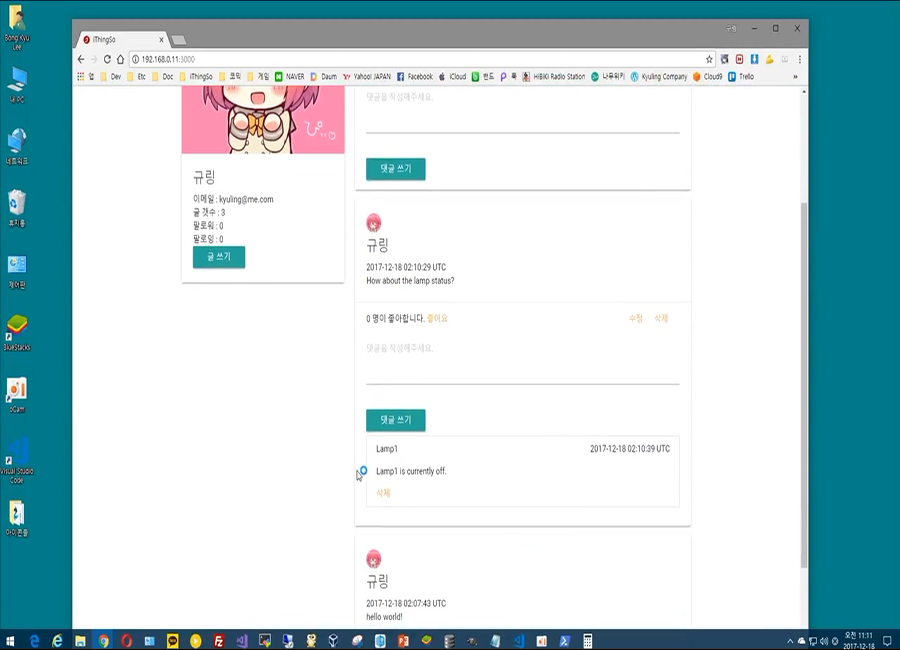 Bong Kyu
Lee
내 PC
네트워크
휴지통
제어판
BlueStacks
oCam
Visual Studio
Code
아이콘들
규링
iThingSo
192.168.0.11:3000
앱 Dev Etc Doc iThingSo 코믹 게임 NAVER Daum Yahoo! JAPAN Facebook iCloud 밴드 HiBiKi Radio Station 나무위키 Kyuling Company Cloud9 Trello »
댓글을 작성해주세요.
댓글 쓰기
규링
이메일 : kyuling@me.com
글 갯수 : 3
팔로워 : 0
팔로잉 : 0
글 쓰기
규링
2017-12-18 02:10:29 UTC
How about the lamp status?
0 명이 좋아합니다. 좋아요 수정 삭제
댓글을 작성해주세요.
댓글 쓰기
Lamp1 2017-12-18 02:10:39 UTC
Lamp1 is currently off.
삭제
규링
2017-12-18 02:07:43 UTC
hello world!
오전 11:11
2017-12-18